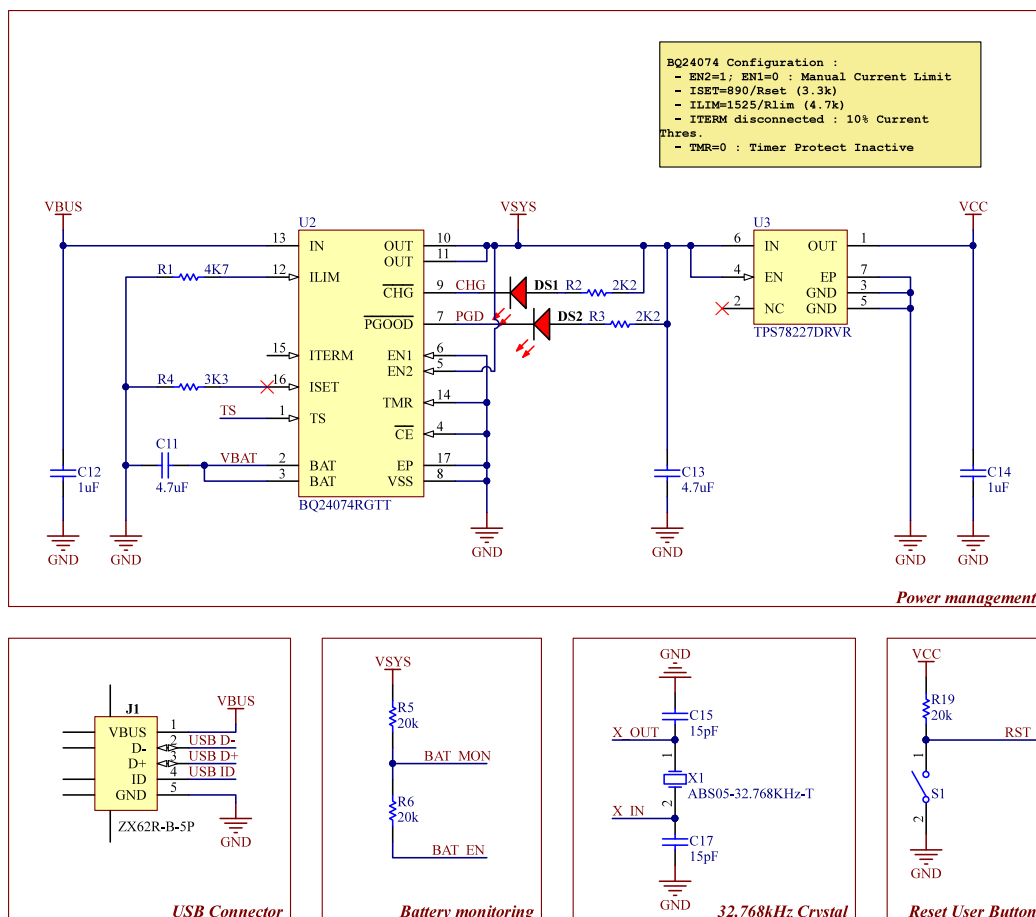 BQ24074 Configuration :
- EN2=1; EN1=0 : Manual Current Limit
- ISET=890/Rset (3.3k)
- ILIM=1525/Rlim (4.7k)
- ITERM disconnected : 10% Current
Thres.
- TMR=0 : Timer Protect Inactive
VBUS
VSYS
VCC
U2
U3
13 IN OUT 10
OUT 11
R1 4K7 12 ILIM
CHG 9 CHG DS1 R2 2K2
PGOOD 7 PGD DS2 R3 2K2
15 ITERM EN1 6
EN2 5
R4 3K3 16 ISET
TMR 14
TS 1 TS
CE 4
C11 4.7uF
VBAT 2 BAT EP 17
3 BAT VSS 8
BQ24074RGTT
6 IN OUT 1
4 EN EP 7
GND 3
2 NC GND 5
TPS78227DRVR
C12
1uF
C13
4.7uF
C14
1uF
GND
GND
GND
GND
GND
GND
Power management
J1
VBUS
VBUS 1
D- 2 USB D-
D+ 3 USB D+
ID 4 USB ID
GND 5
ZX62R-B-5P
GND
USB Connector
VSYS
R5
20k
BAT MON
R6
20k
BAT EN
Battery monitoring
GND
C15
15pF
X OUT
1
X1
ABS05-32.768KHz-T
2
X IN
C17
15pF
GND
32.768kHz Crystal
VCC
R19
20k
RST
1
S1
2
GND
Reset User Button